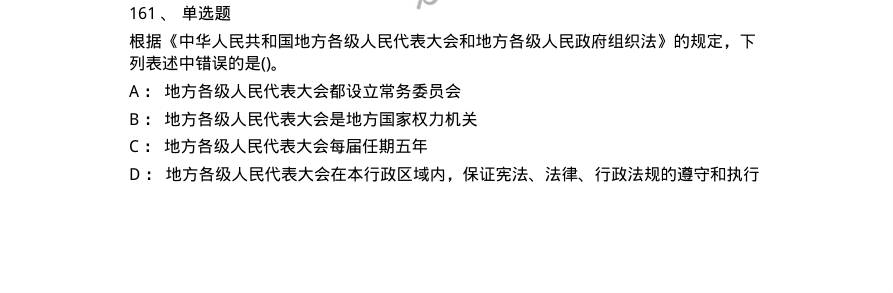 161 、 单选题
根据《中华人民共和国地方各级人民代表大会和地方各级人民政府组织法》的规定，下
列表述中错误的是()。
A ： 地方各级人民代表大会都设立常务委员会
B ： 地方各级人民代表大会是地方国家权力机关
C ： 地方各级人民代表大会每届任期五年
D ： 地方各级人民代表大会在本行政区域内，保证宪法、法律、行政法规的遵守和执行